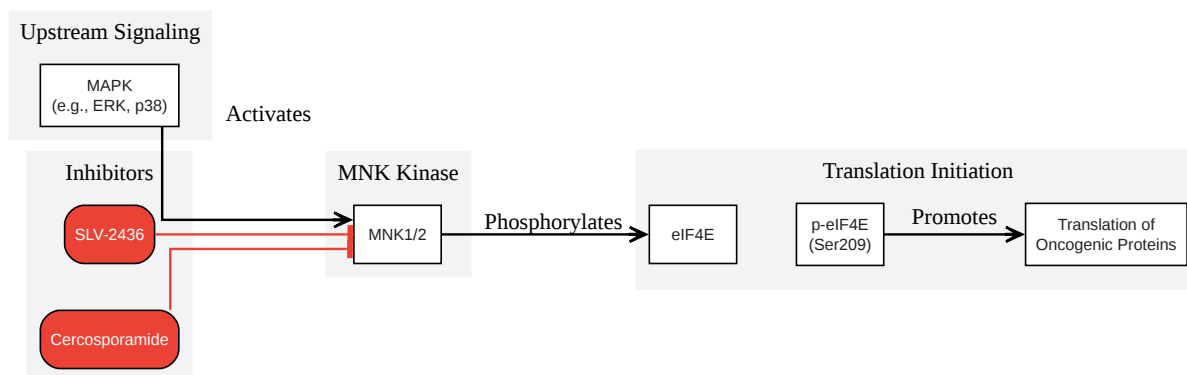 Upstream Signaling
MAPK
(e.g., ERK, p38)
Activates
Inhibitors
SLV-2436
Cercosporamide
MNK Kinase
MNK1/2
Phosphorylates
Translation Initiation
eIF4E
p-eIF4E
(Ser209)
Promotes
Translation of
Oncogenic Proteins